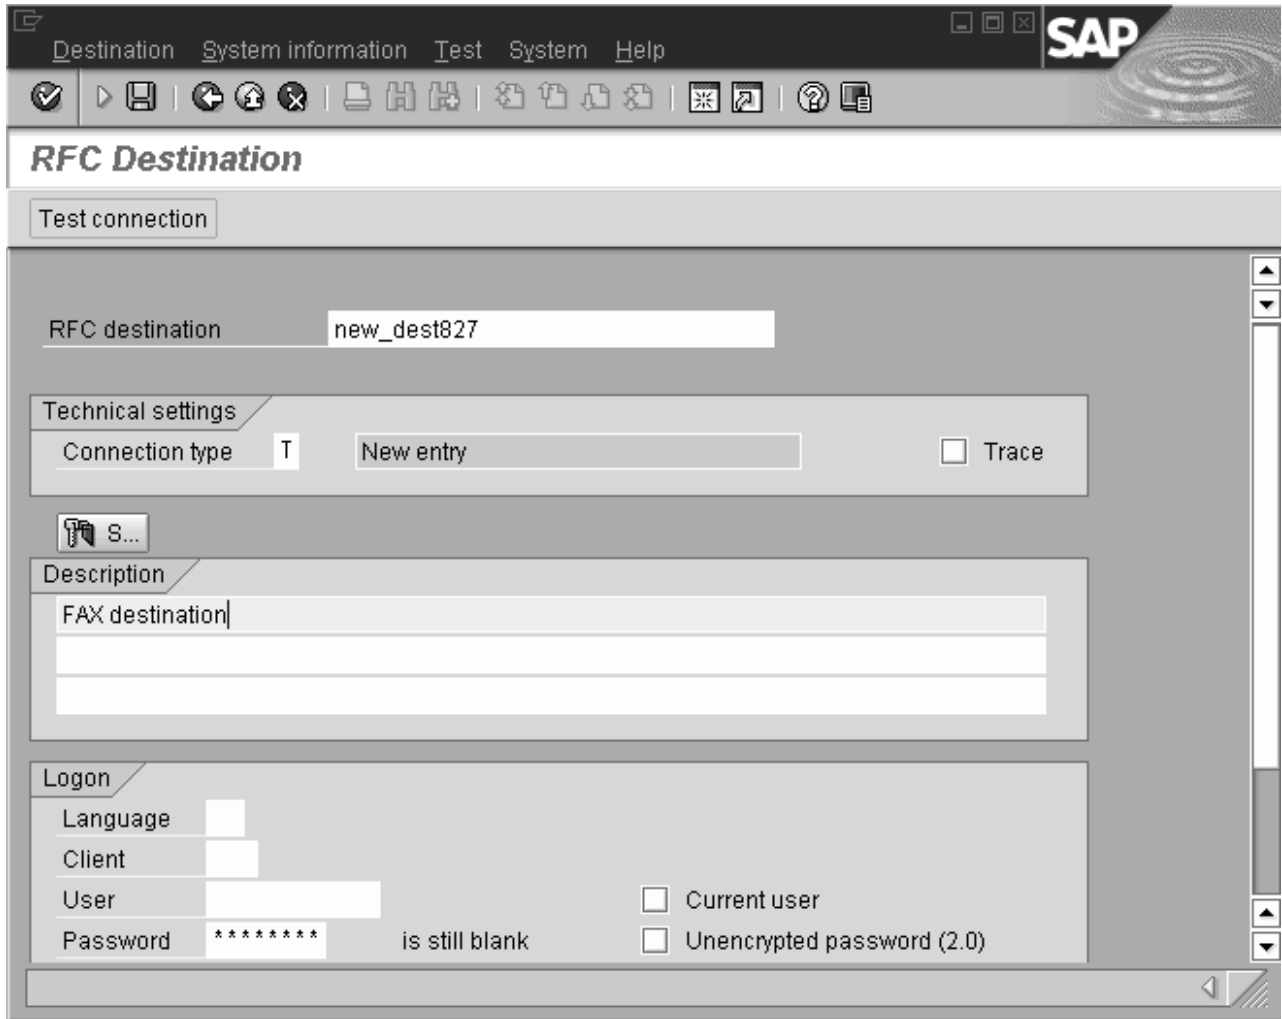 Destination System information Test System Help
SAP
RFC Destination
Test connection
RFC destination new_dest827
Technical settings
Connection type T New entry Trace
S...
Description
FAX destination
Logon
Language
Client
User Current user
Password ******** is still blank Unencrypted password (2.0)